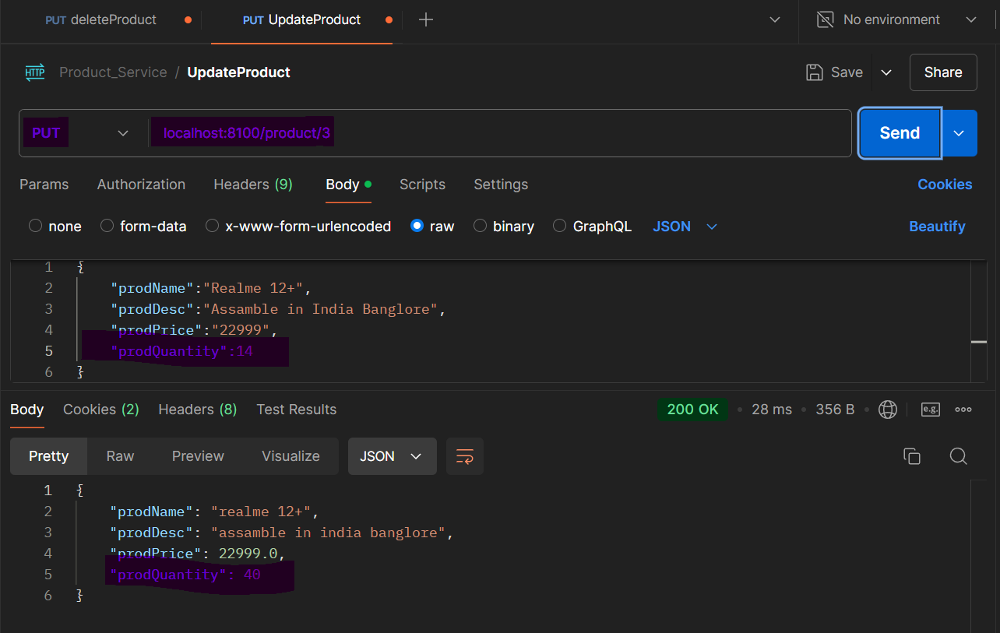 PUT deleteProduct PUT UpdateProduct No environment
HTTP Product_Service / UpdateProduct Save Share
PUT localhost:8100/product/3 Send
Params Authorization Headers (9) Body Scripts Settings Cookies
none form-data x-www-form-urlencoded raw binary GraphQL JSON Beautify
1 {
2 "prodName":"Realme 12+",
3 "prodDesc":"Assamble in India Banglore",
4 "prodPrice":"22999",
5 "prodQuantity":14
6 }
Body Cookies (2) Headers (8) Test Results 200 OK • 28 ms • 356 B • e.g.
Pretty Raw Preview Visualize JSON
1 {
2 "prodName": "realme 12+",
3 "prodDesc": "assamble in india banglore",
4 "prodPrice": 22999.0,
5 "prodQuantity": 40
6 }